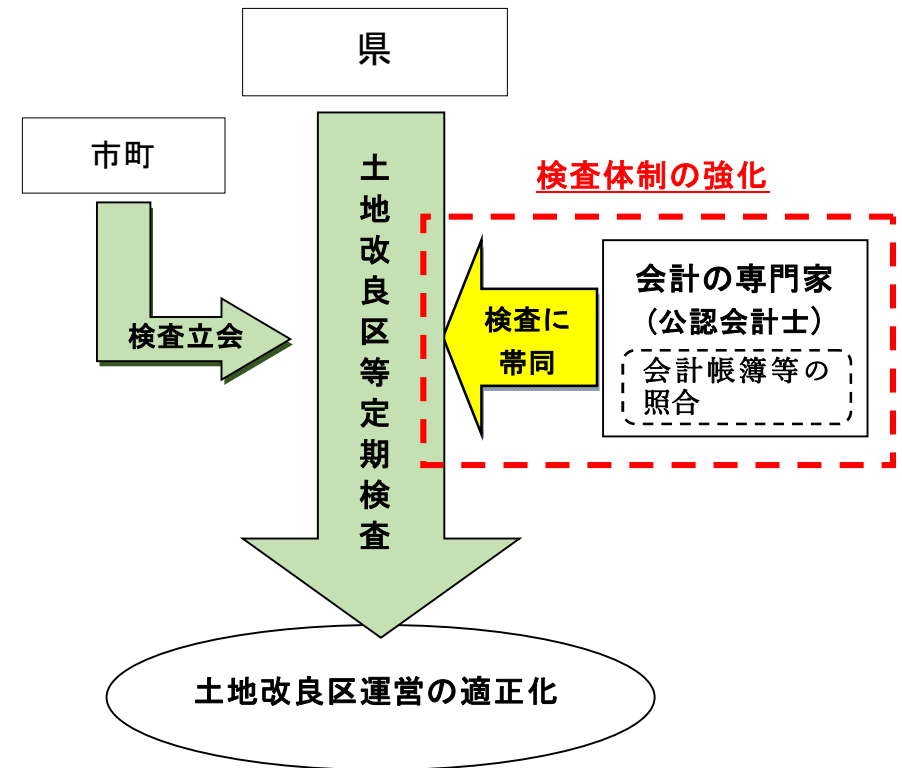 県
市町
土地改良区等定期検査
検査立会
検査体制の強化
検査に
帯同
会計の専門家
（公認会計士）
会計帳簿等の
照合
土地改良区運営の適正化